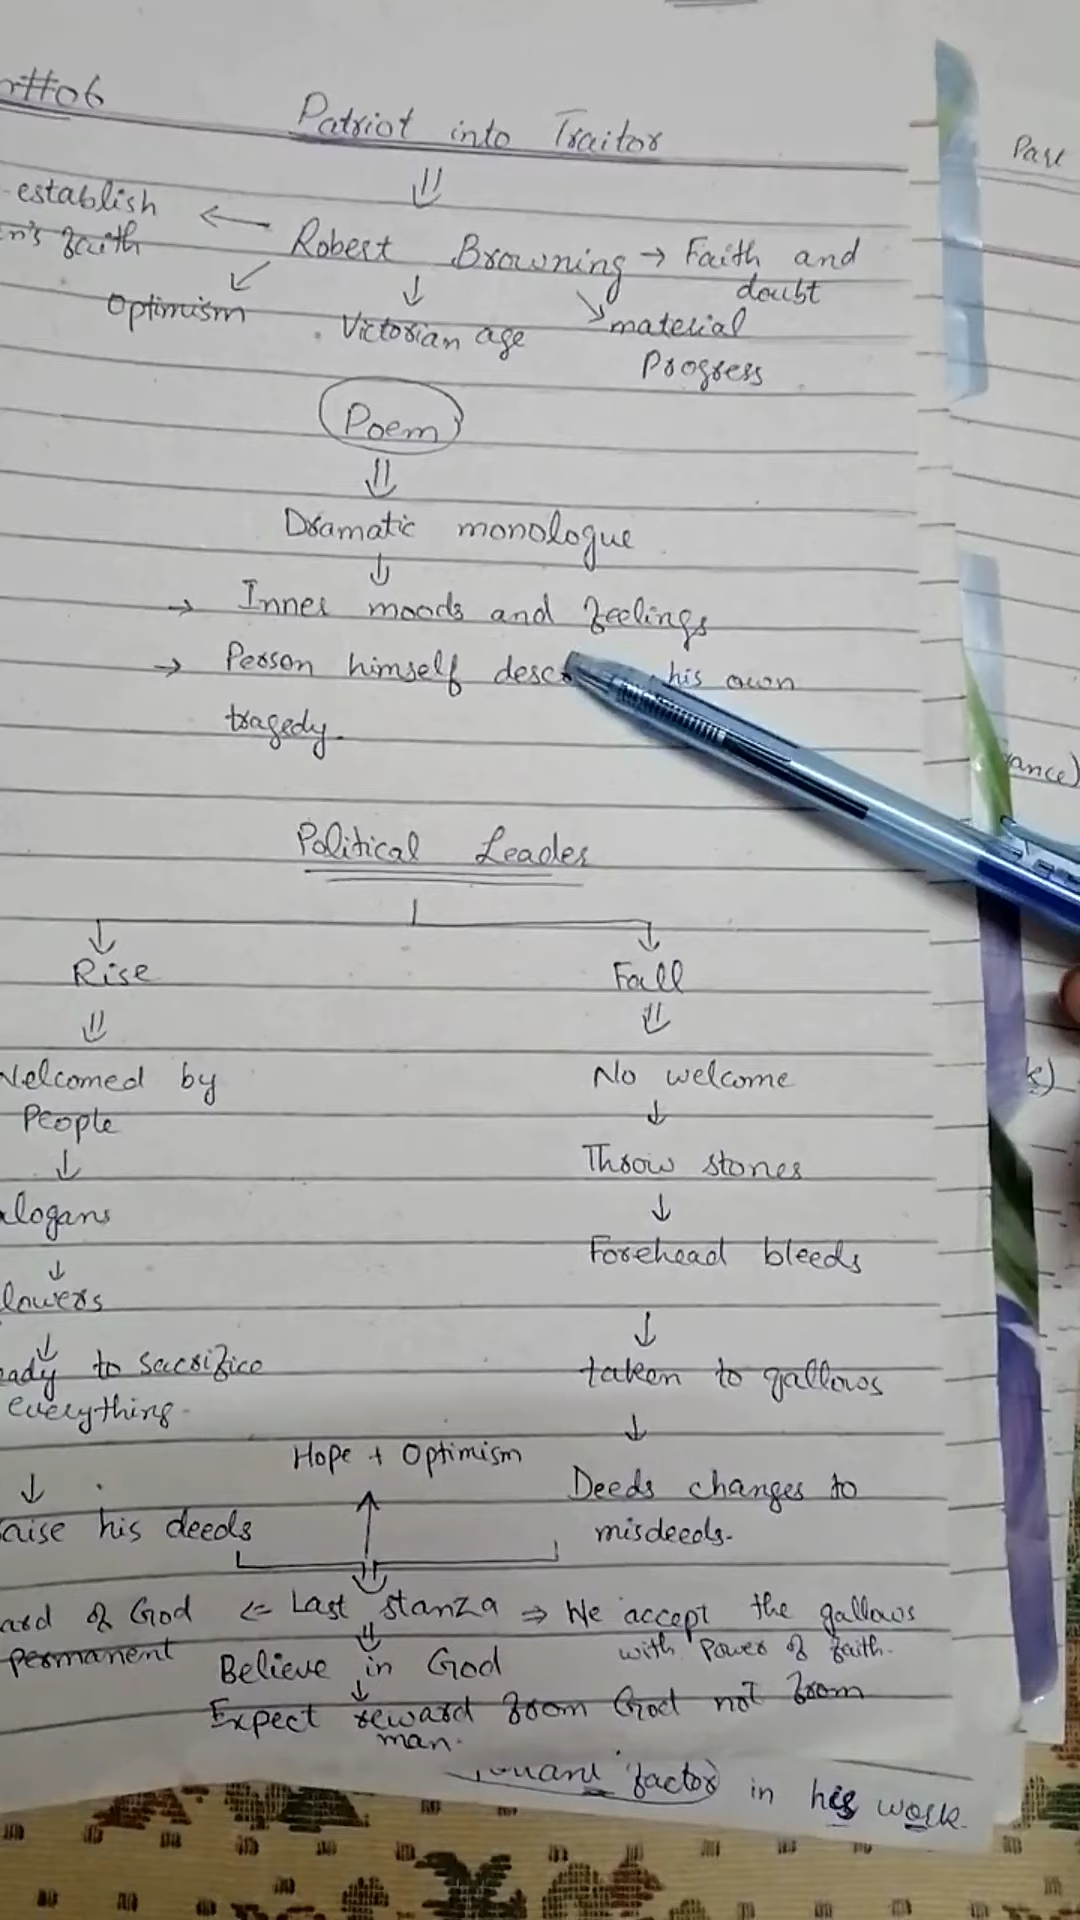 #06
Patriot into Traitor
Past
establish
Robert Browning → Faith and doubt
faith
Optimism
Victorian age
material Progress
Poem
Dramatic monologue
→ Inner moods and feelings
→ Person himself his own
tragedy.
Political Leader
Rise
Fall
Welcomed by
People
No welcome
Throw stones
Forehead bleeds
to sacrifice
everything.
taken to gallows
Hope + Optimism
his deeds
Deeds changes to
misdeeds.
of God ⇐ Last stanza ⇒ We accept the gallows
with Power of faith.
permanent
Believe in God
Expect reward from God not from
man.
factor in his work.